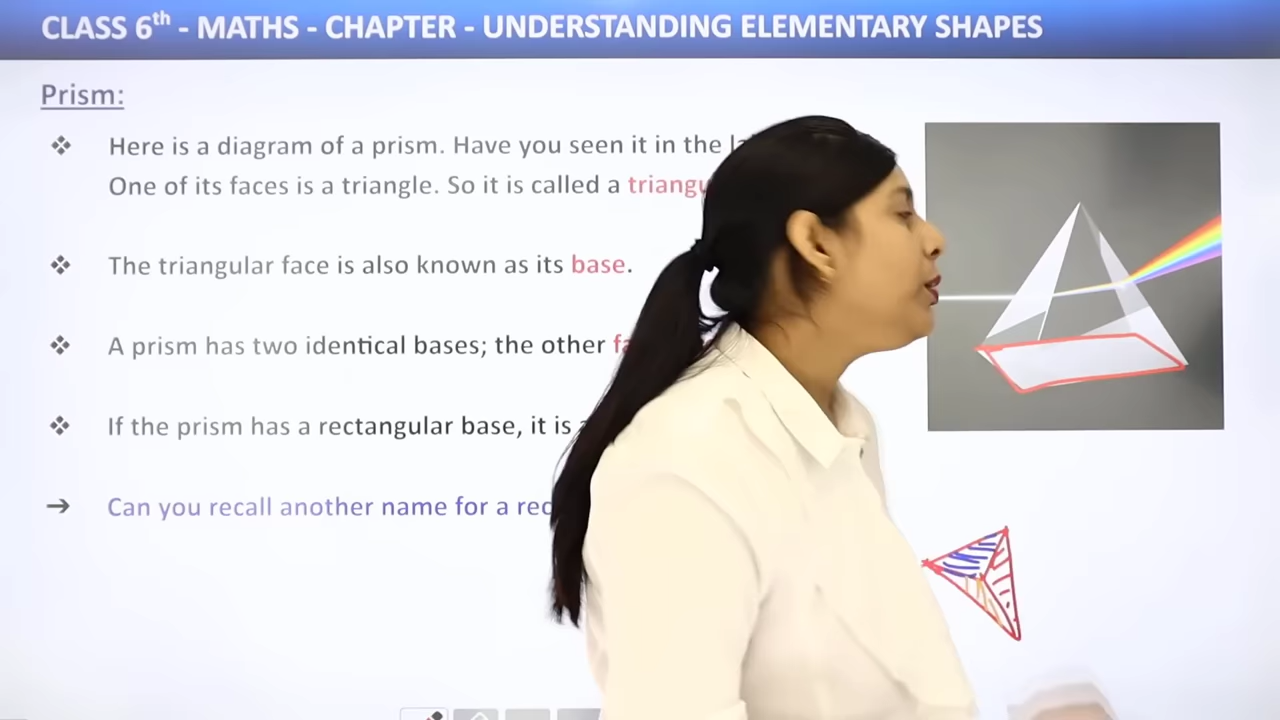 CLASS 6th - MATHS - CHAPTER - UNDERSTANDING ELEMENTARY SHAPES
Prism:
❖ Here is a diagram of a prism. Have you seen it in the
One of its faces is a triangle. So it is called a
❖ The triangular face is also known as its base.
❖ A prism has two identical bases; the other
❖ If the prism has a rectangular base, it is
→ Can you recall another name for a